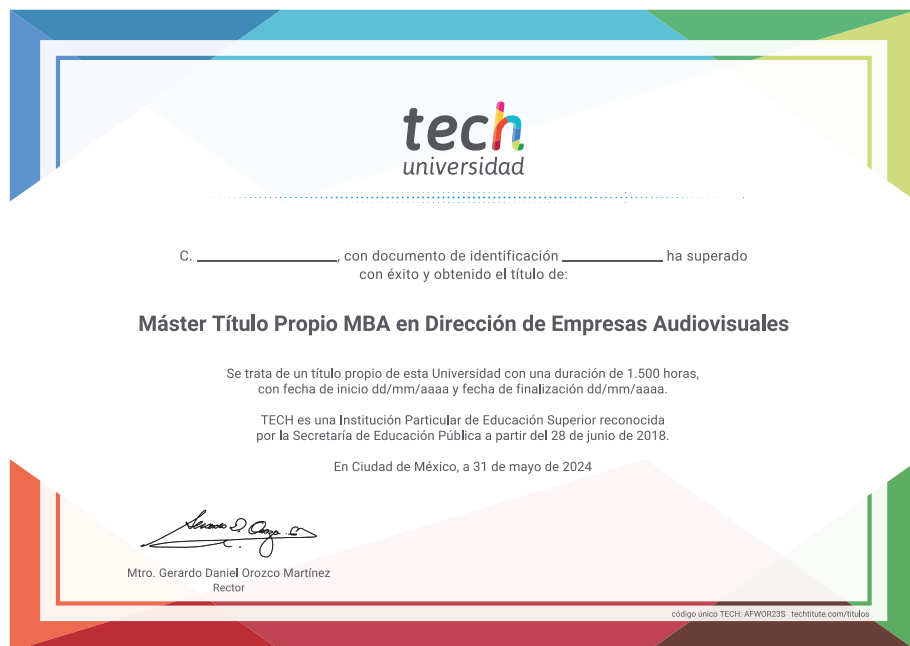 tech
universidad
C. __________________, con documento de identificación _____________ ha superado
con éxito y obtenido el título de:
Máster Título Propio MBA en Dirección de Empresas Audiovisuales
Se trata de un título propio de esta Universidad con una duración de 1.500 horas,
con fecha de inicio dd/mm/aaaa y fecha de finalización dd/mm/aaaa.
TECH es una Institución Particular de Educación Superior reconocida
por la Secretaría de Educación Pública a partir del 28 de junio de 2018.
En Ciudad de México, a 31 de mayo de 2024
Mtro. Gerardo Daniel Orozco Martínez
Rector
código único TECH: AFWOR23S techtitute.com/titulos